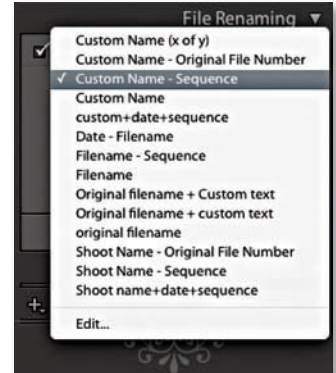 File Renaming ▼
Custom Name (x of y)
Custom Name - Original File Number
✓ Custom Name - Sequence
Custom Name
custom+date+sequence
Date - Filename
Filename - Sequence
Filename
Original filename + Custom text
Original filename + custom text
original filename
Shoot Name - Original File Number
Shoot Name - Sequence
Shoot name+date+sequence
Edit...